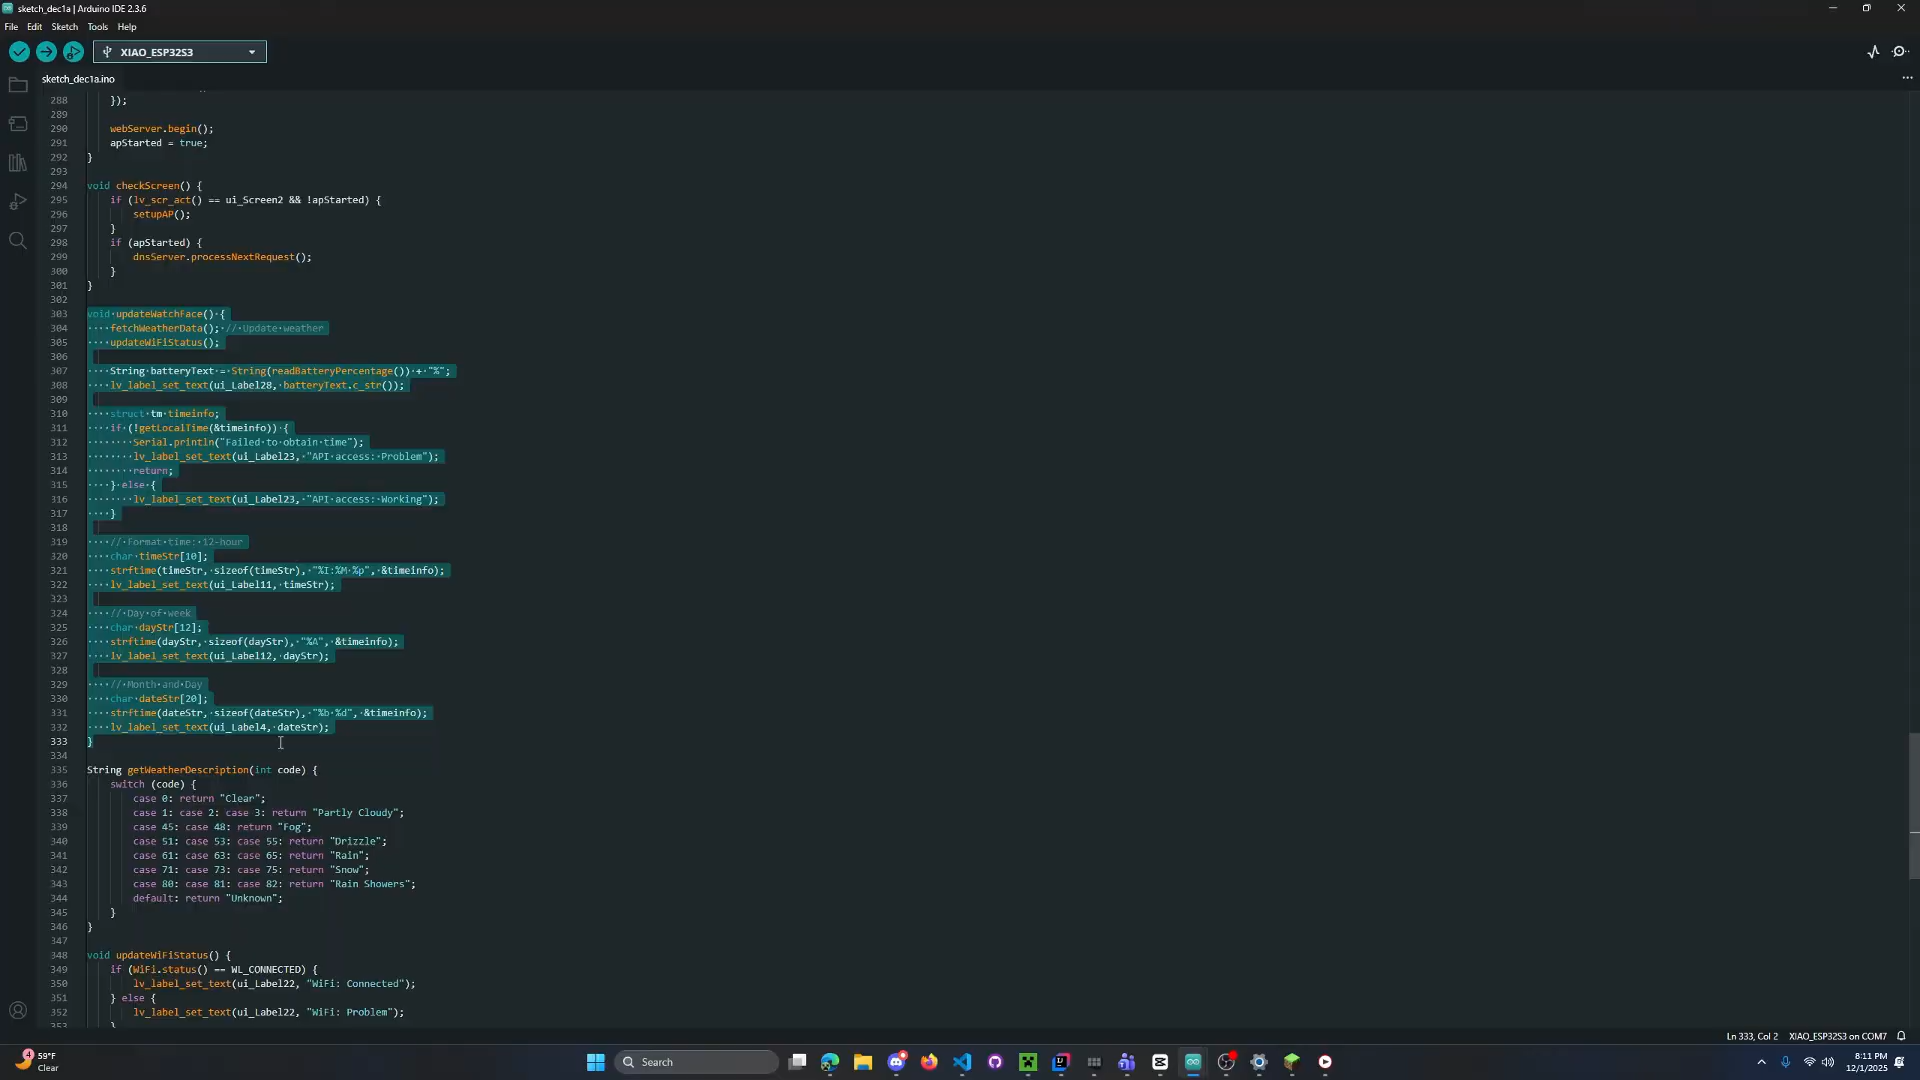 sketch_dec1a | Arduino IDE 2.3.6
File Edit Sketch Tools Help
XIAO_ESP32S3
sketch_dec1a.ino
288 });
289
290 webServer.begin();
291 apStarted = true;
292 }
293
294 void checkScreen() {
295 if (lv_scr_act() == ui_Screen2 && !apStarted) {
296 setupAP();
297 }
298 if (apStarted) {
299 dnsServer.processNextRequest();
300 }
301 }
302
303 void updateWatchFace() {
304 fetchWeatherData(); // Update weather
305 updateWiFiStatus();
306
307 String batteryText = String(readBatteryPercentage()) + "%";
308 lv_label_set_text(ui_Label28, batteryText.c_str());
309
310 struct tm timeinfo;
311 if (!getLocalTime(&timeinfo)) {
312 Serial.println("Failed to obtain time");
313 lv_label_set_text(ui_Label23, "API access: Problem");
314 return;
315 } else {
316 lv_label_set_text(ui_Label23, "API access: Working");
317 }
318
319 // Format time: 12-hour
320 char timeStr[10];
321 strftime(timeStr, sizeof(timeStr), "%I:%M %p", &timeinfo);
322 lv_label_set_text(ui_Label11, timeStr);
323
324 // Day of week
325 char dayStr[12];
326 strftime(dayStr, sizeof(dayStr), "%A", &timeinfo);
327 lv_label_set_text(ui_Label12, dayStr);
328
329 // Month and Day
330 char dateStr[20];
331 strftime(dateStr, sizeof(dateStr), "%b %d", &timeinfo);
332 lv_label_set_text(ui_Label4, dateStr);
333 }
334
335 String getWeatherDescription(int code) {
336 switch (code) {
337 case 0: return "Clear";
338 case 1: case 2: case 3: return "Partly Cloudy";
339 case 45: case 48: return "Fog";
340 case 51: case 53: case 55: return "Drizzle";
341 case 61: case 63: case 65: return "Rain";
342 case 71: case 73: case 75: return "Snow";
343 case 80: case 81: case 82: return "Rain Showers";
344 default: return "Unknown";
345 }
346 }
347
348 void updateWiFiStatus() {
349 if (WiFi.status() == WL_CONNECTED) {
350 lv_label_set_text(ui_Label22, "WiFi: Connected");
351 } else {
352 lv_label_set_text(ui_Label22, "WiFi: Problem");
353 }
Ln 333, Col 2 XIAO_ESP32S3 on COM7
4
59°F
Clear
Search
8:11 PM
12/1/2025